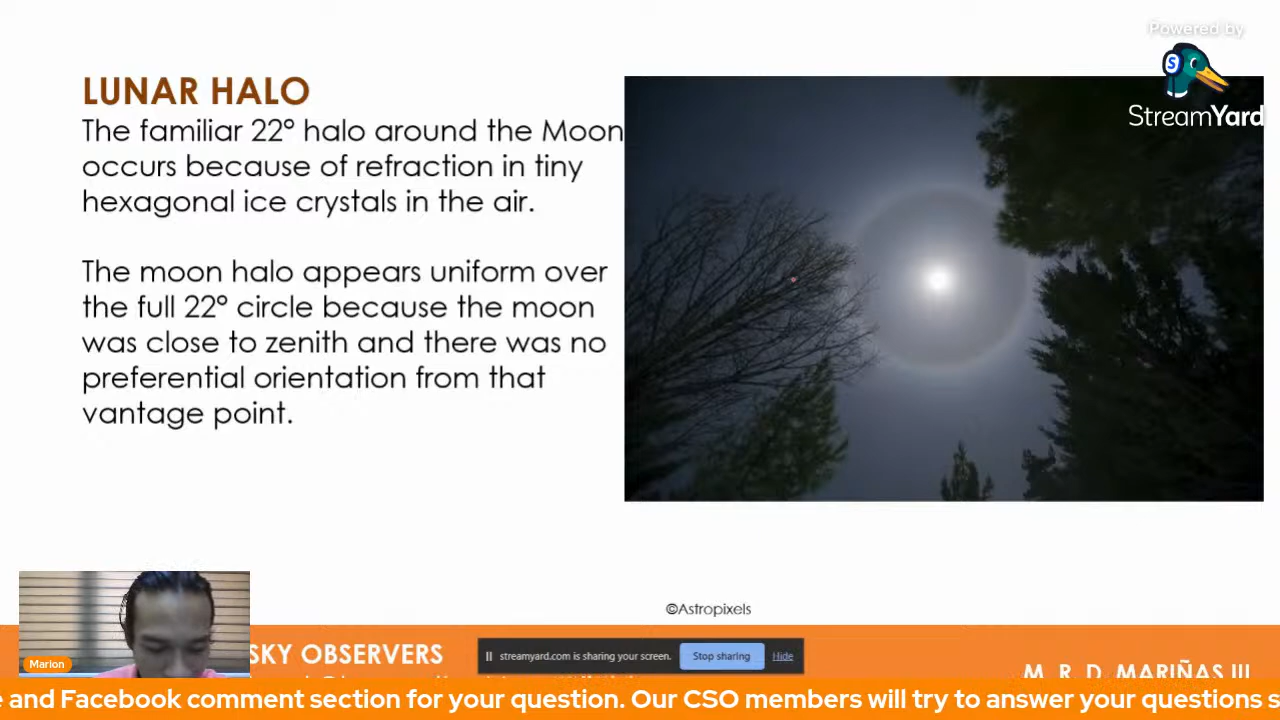 Powered by
StreamYard
LUNAR HALO
The familiar 22° halo around the Moon
occurs because of refraction in tiny
hexagonal ice crystals in the air.
The moon halo appears uniform over
the full 22° circle because the moon
was close to zenith and there was no
preferential orientation from that
vantage point.
©Astropixels
Marion
SKY OBSERVERS
streamyard.com is sharing your screen.
Stop sharing
Hide
M. R. D. MARIÑAS III
and Facebook comment section for your question. Our CSO members will try to answer your questions